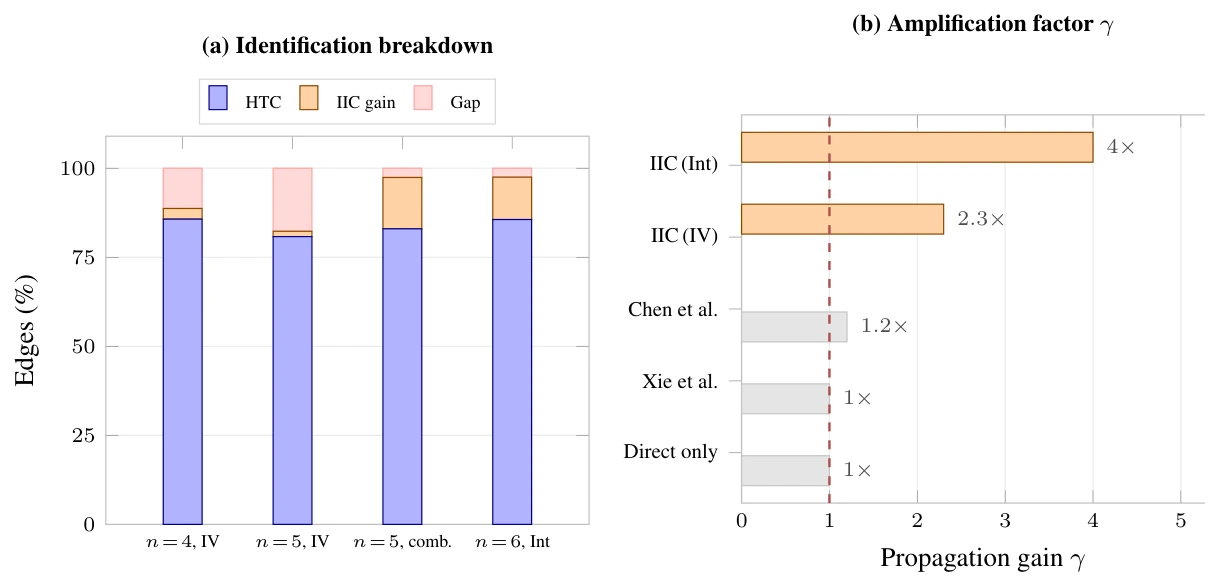 (a) Identification breakdown
HTC IIC gain Gap
Edges (%)
100
75
50
25
0
n = 4, IV n = 5, IV n = 5, comb. n = 6, Int
(b) Amplification factor γ
IIC (Int) 4×
IIC (IV) 2.3×
Chen et al. 1.2×
Xie et al. 1×
Direct only 1×
0 1 2 3 4 5
Propagation gain γ